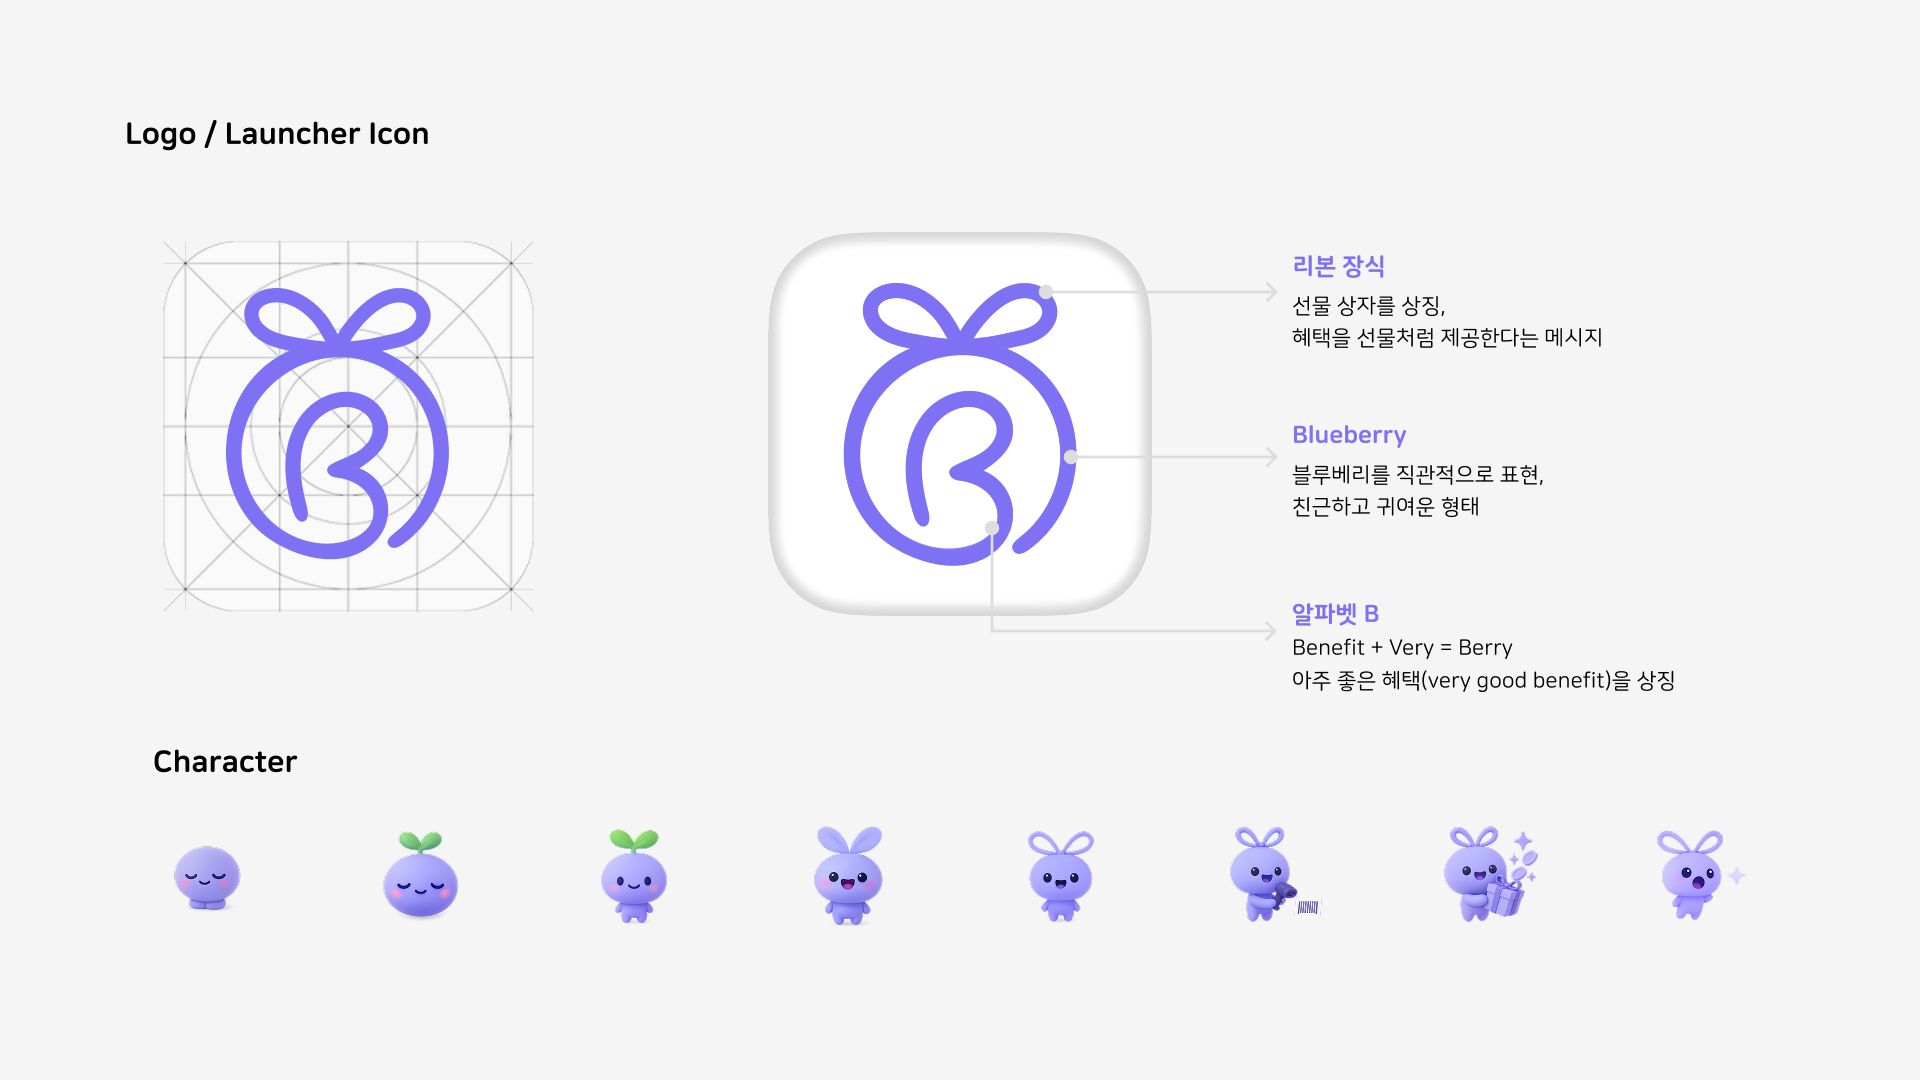 Logo / Launcher Icon
리본 장식
선물 상자를 상징,
혜택을 선물처럼 제공한다는 메시지
Blueberry
블루베리를 직관적으로 표현,
친근하고 귀여운 형태
알파벳 B
Benefit + Very = Berry
아주 좋은 혜택(very good benefit)을 상징
Character